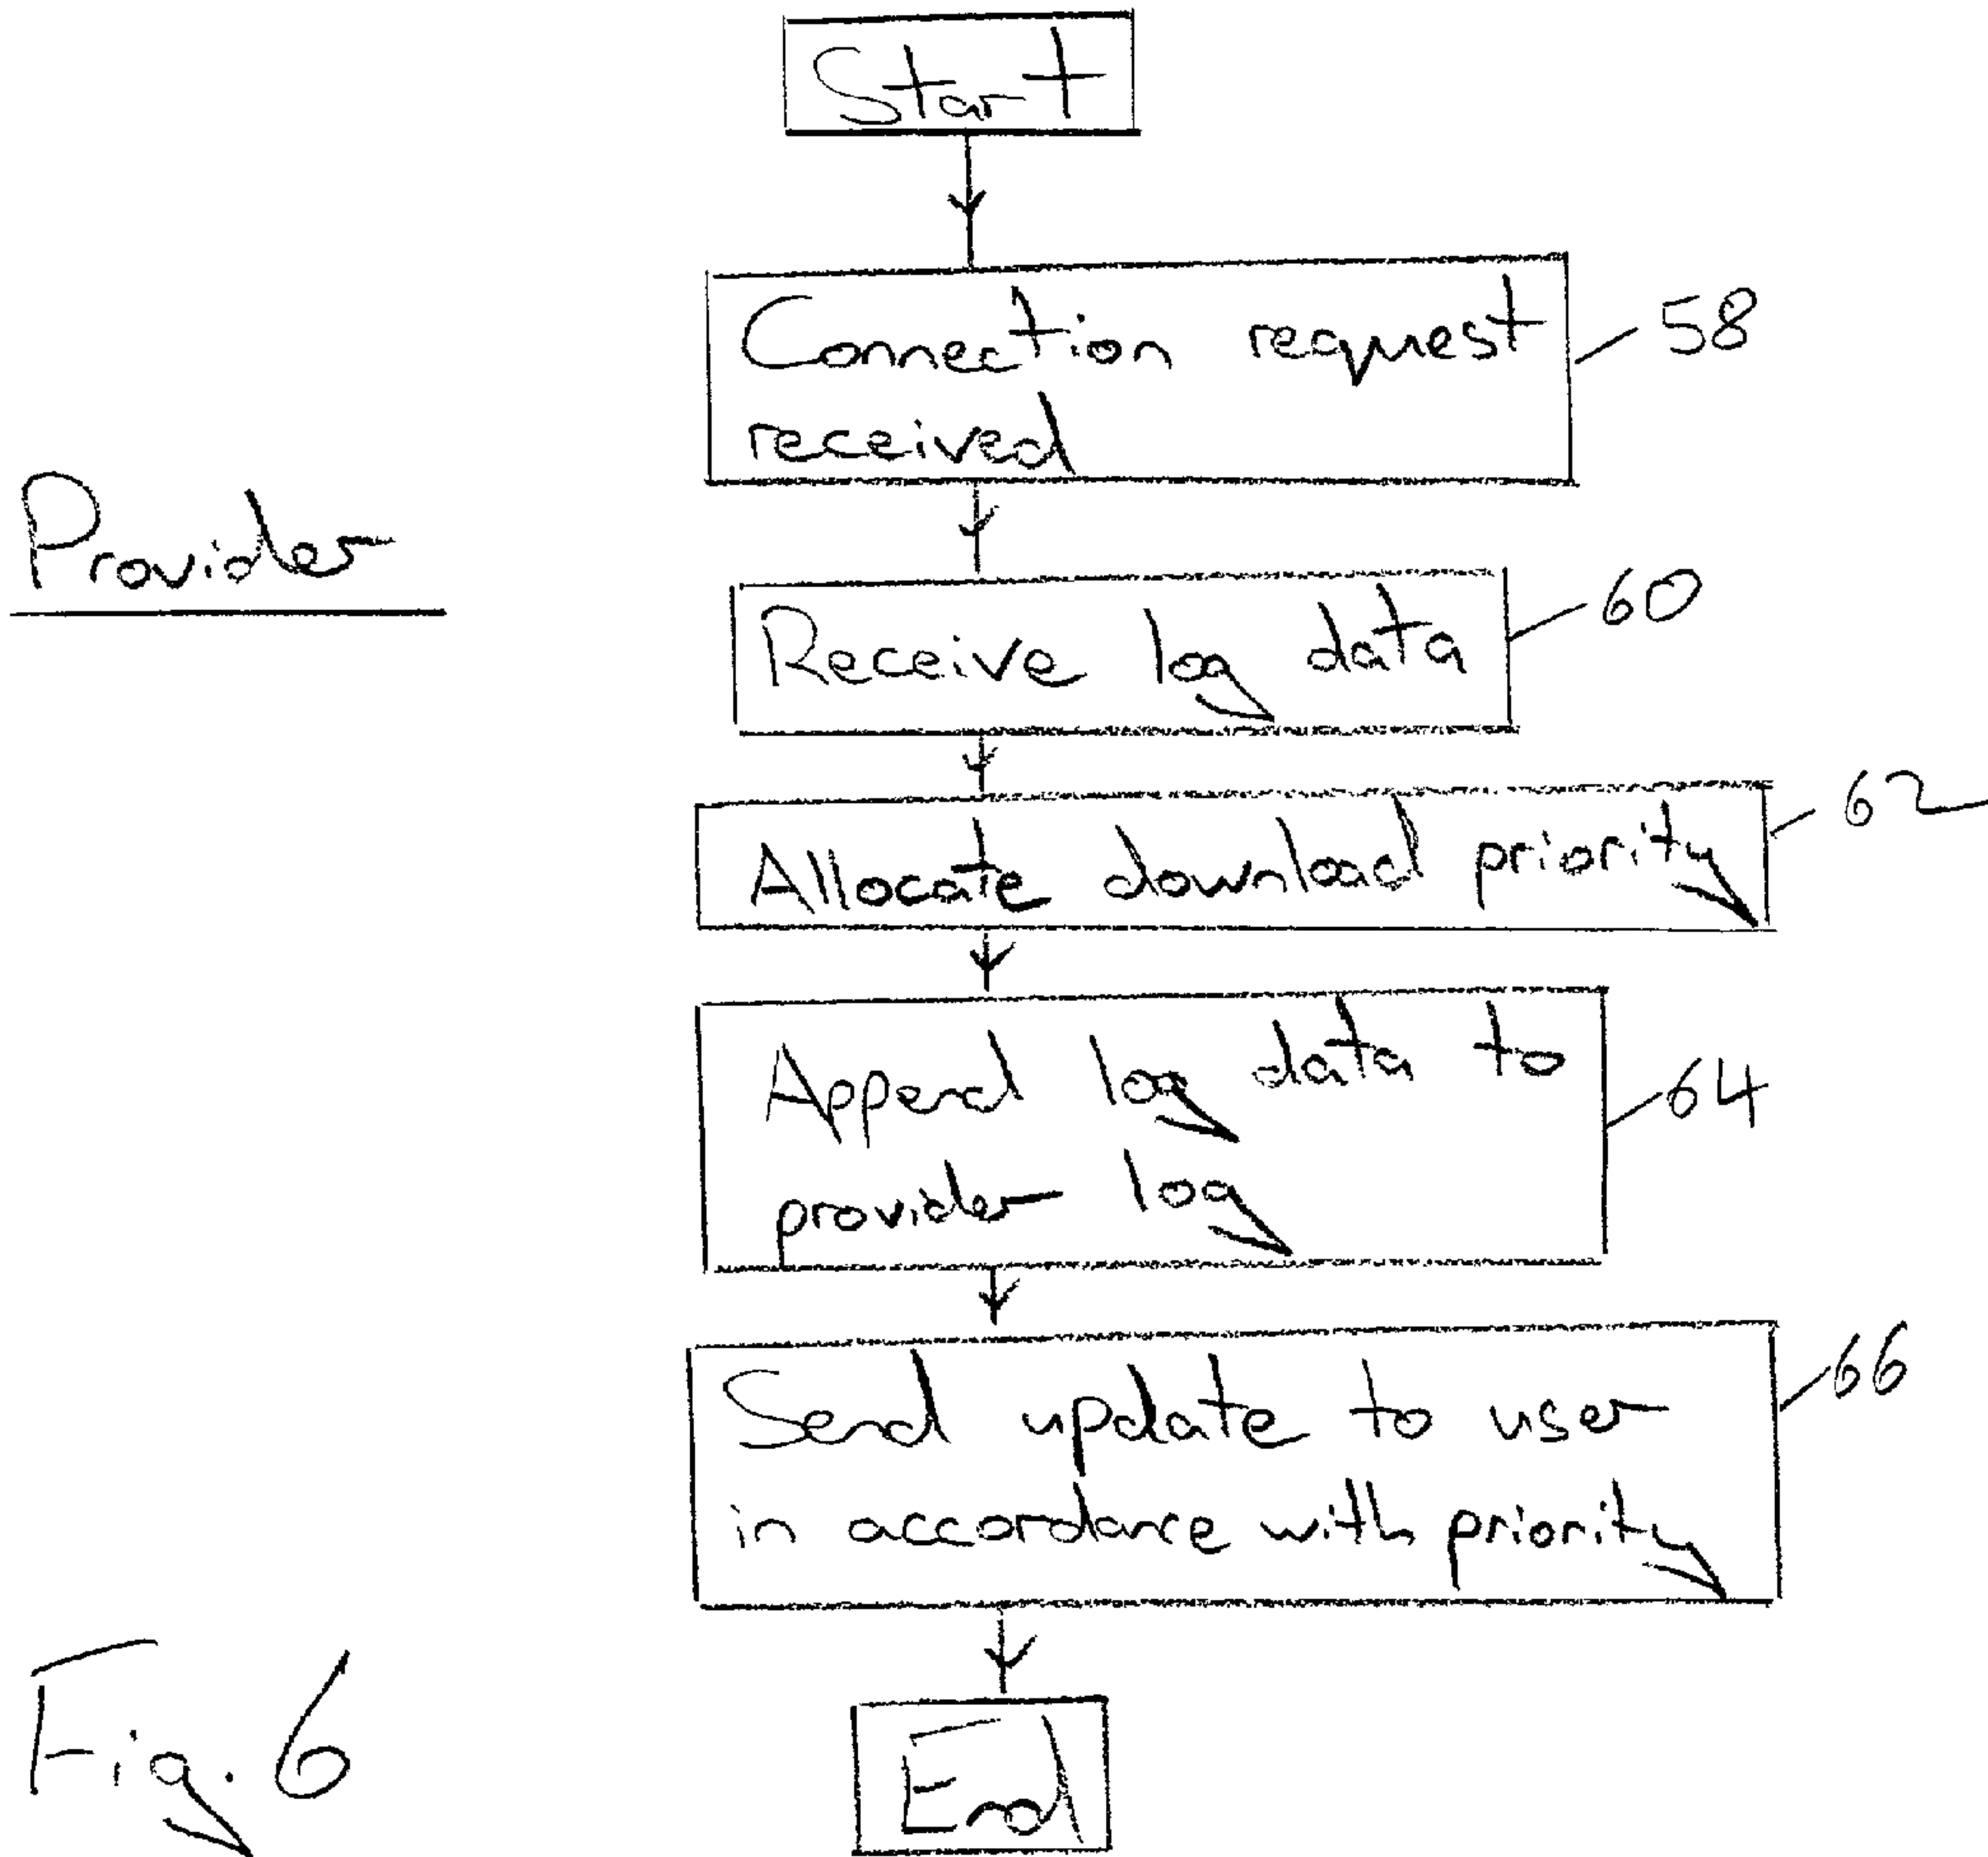 Start
Connection request
received
58
Provider
Receive log data
60
Allocate download priority
62
Append log data to
provider log
64
Send update to user
in accordance with priority
66
End
Fig. 6